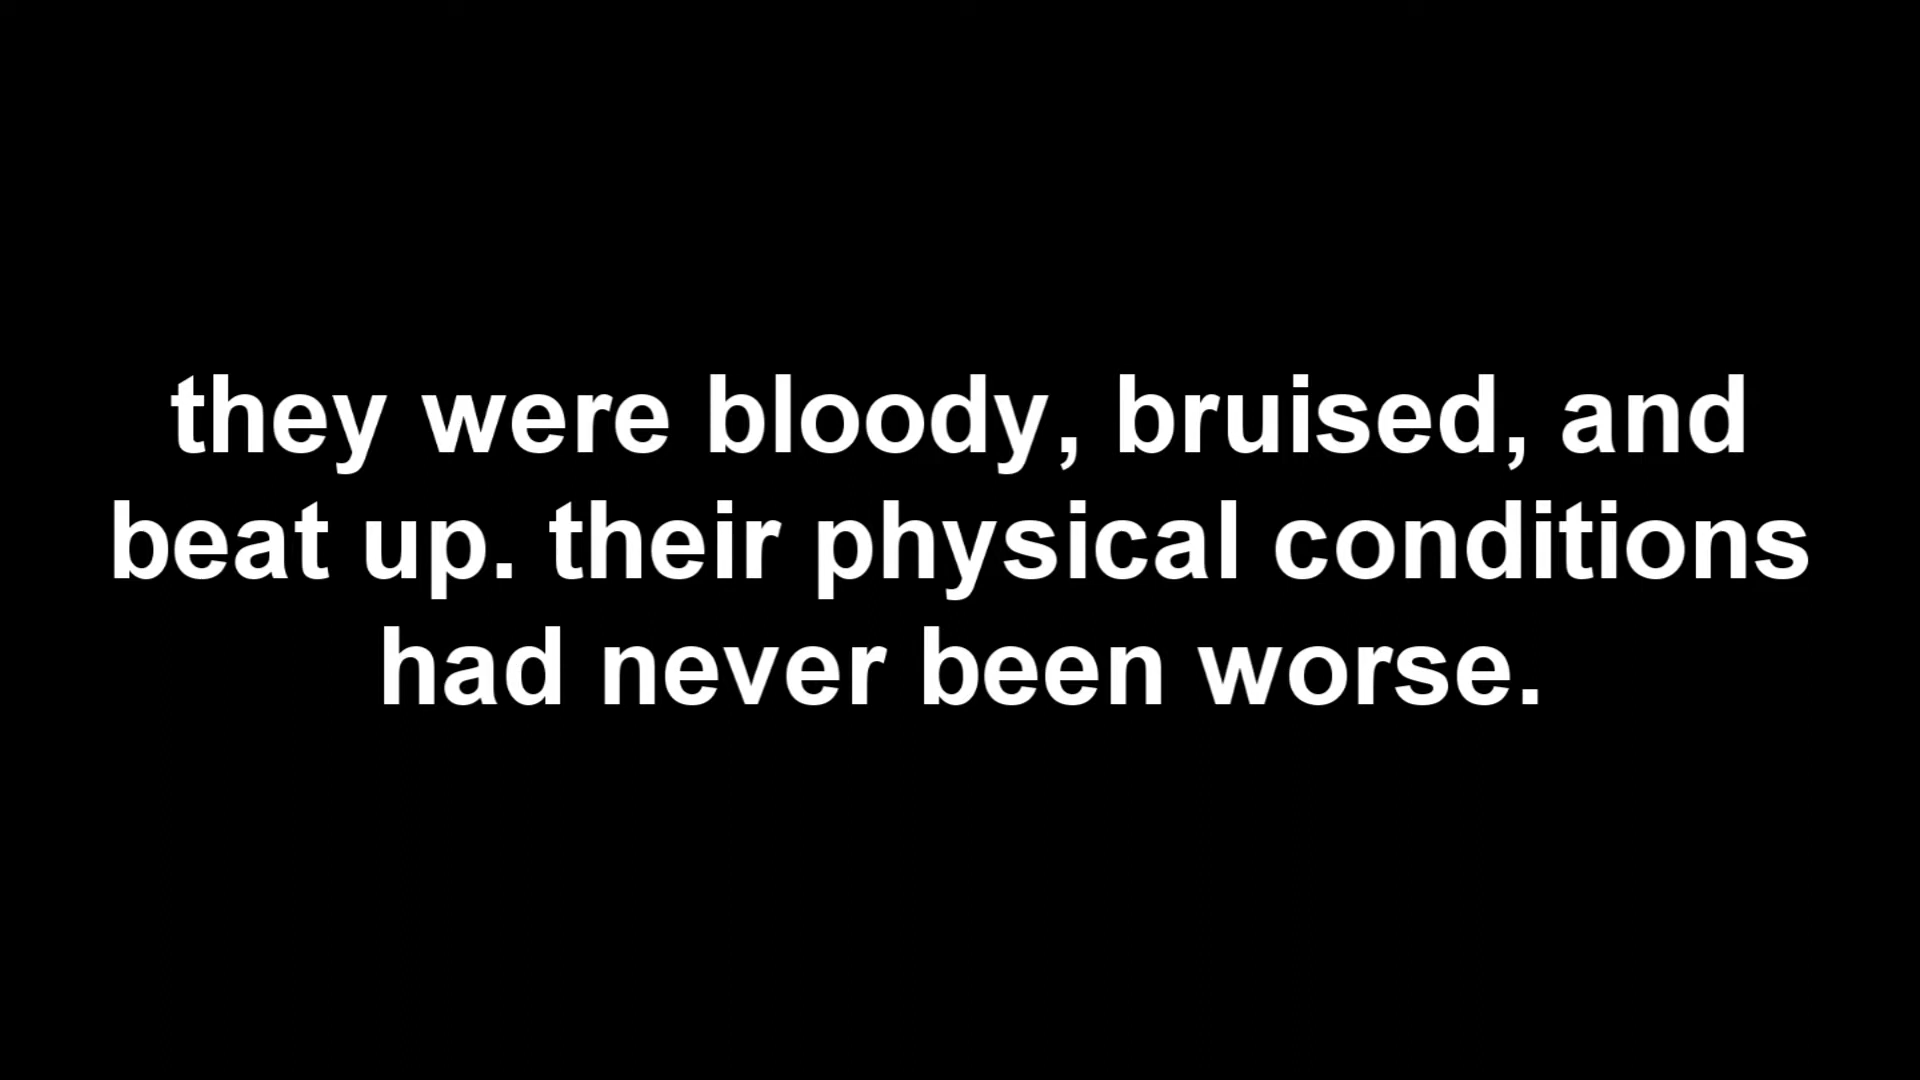 they were bloody, bruised, and
beat up. their physical conditions
had never been worse.